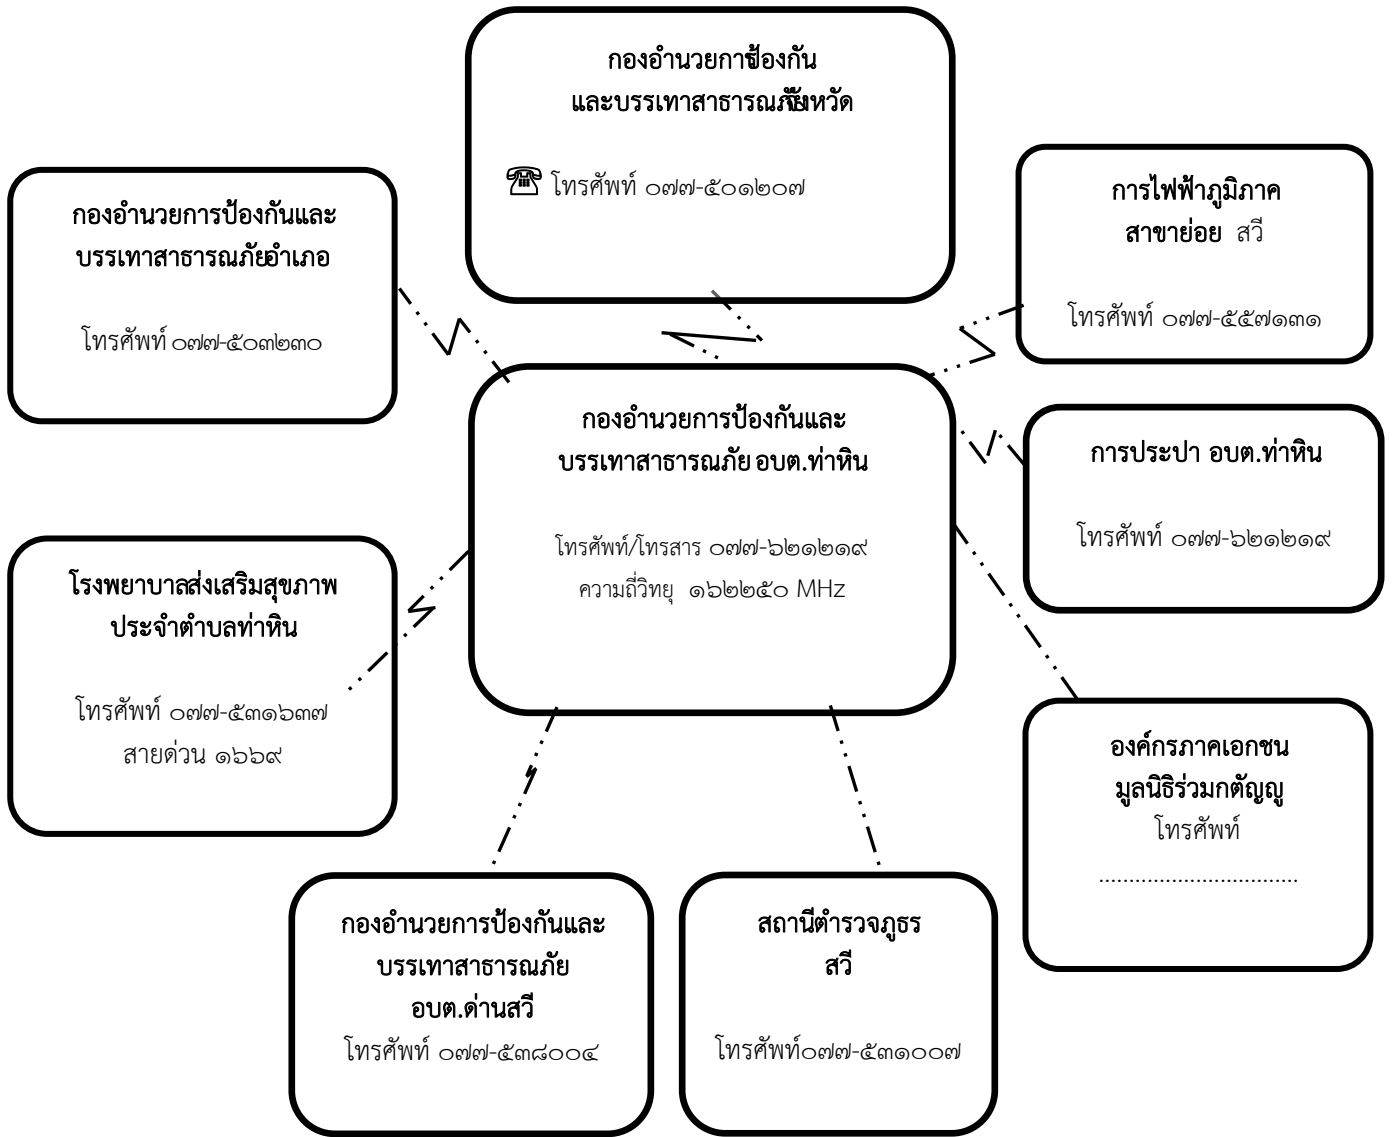 กองอำนวยการป้องกัน
และบรรเทาสาธารณภัยจังหวัด
โทรศัพท์ ๐๗๗-๕๐๑๒๐๗
กองอำนวยการป้องกันและ
บรรเทาสาธารณภัยอำเภอ
โทรศัพท์ ๐๗๗-๕๐๓๒๓๐
การไฟฟ้าภูมิภาค
สาขาย่อย สวี
โทรศัพท์ ๐๗๗-๕๕๗๑๓๑
กองอำนวยการป้องกันและ
บรรเทาสาธารณภัย อบต.ท่าหิน
โทรศัพท์/โทรสาร ๐๗๗-๖๒๑๒๑๙
ความถี่วิทยุ ๑๖๒๒๕๐ MHz
การประปา อบต.ท่าหิน
โทรศัพท์ ๐๗๗-๖๒๑๒๑๙
โรงพยาบาลส่งเสริมสุขภาพ
ประจำตำบลท่าหิน
โทรศัพท์ ๐๗๗-๕๓๑๖๓๗
สายด่วน ๑๖๖๙
องค์กรภาคเอกชน
มูลนิธิร่วมกตัญญู
โทรศัพท์
.................................
กองอำนวยการป้องกันและ
บรรเทาสาธารณภัย
อบต.ด่านสวี
โทรศัพท์ ๐๗๗-๕๓๘๐๐๔
สถานีตำรวจภูธร
สวี
โทรศัพท์๐๗๗-๕๓๑๐๐๗